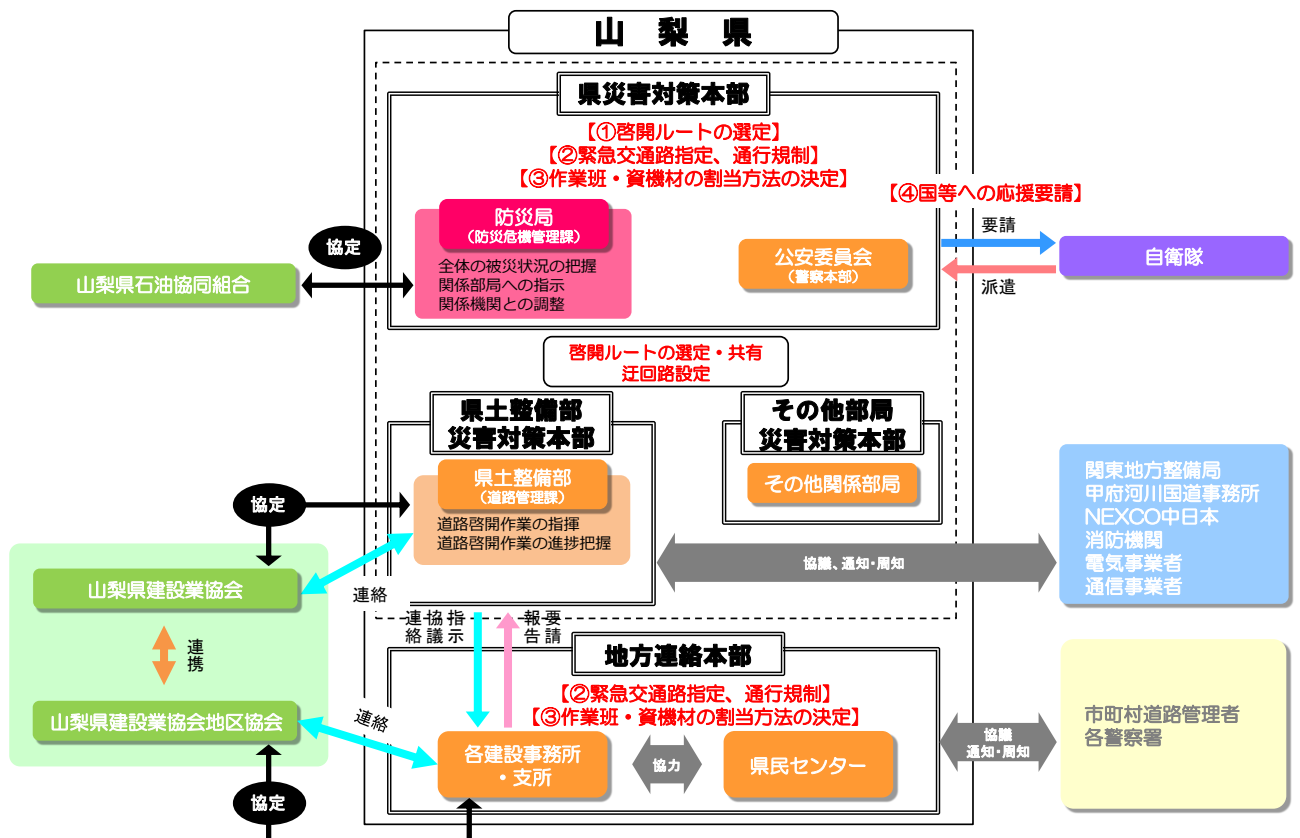 山 梨 県
県災害対策本部
【①啓開ルートの選定】
【②緊急交通路指定、通行規制】
【③作業班・資機材の割当方法の決定】
【④国等への応援要請】
防災局
（防災危機管理課）
全体の被災状況の把握
関係部局への指示
関係機関との調整
協定
山梨県石油協同組合
公安委員会
（警察本部）
要請
派遣
自衛隊
啓開ルートの選定・共有
迂回路設定
県土整備部
災害対策本部
その他部局
災害対策本部
県土整備部
（道路管理課）
道路啓開作業の指揮
道路啓開作業の進捗把握
その他関係部局
協定
関東地方整備局
甲府河川国道事務所
NEXCO中日本
消防機関
電気事業者
通信事業者
協議、通知・周知
山梨県建設業協会
連絡
連携
指示
協議
連絡
要請
報告
地方連絡本部
【②緊急交通路指定、通行規制】
【③作業班・資機材の割当方法の決定】
山梨県建設業協会地区協会
連絡
各建設事務所
・支所
協力
県民センター
協議
通知・周知
市町村道路管理者
各警察署
協定